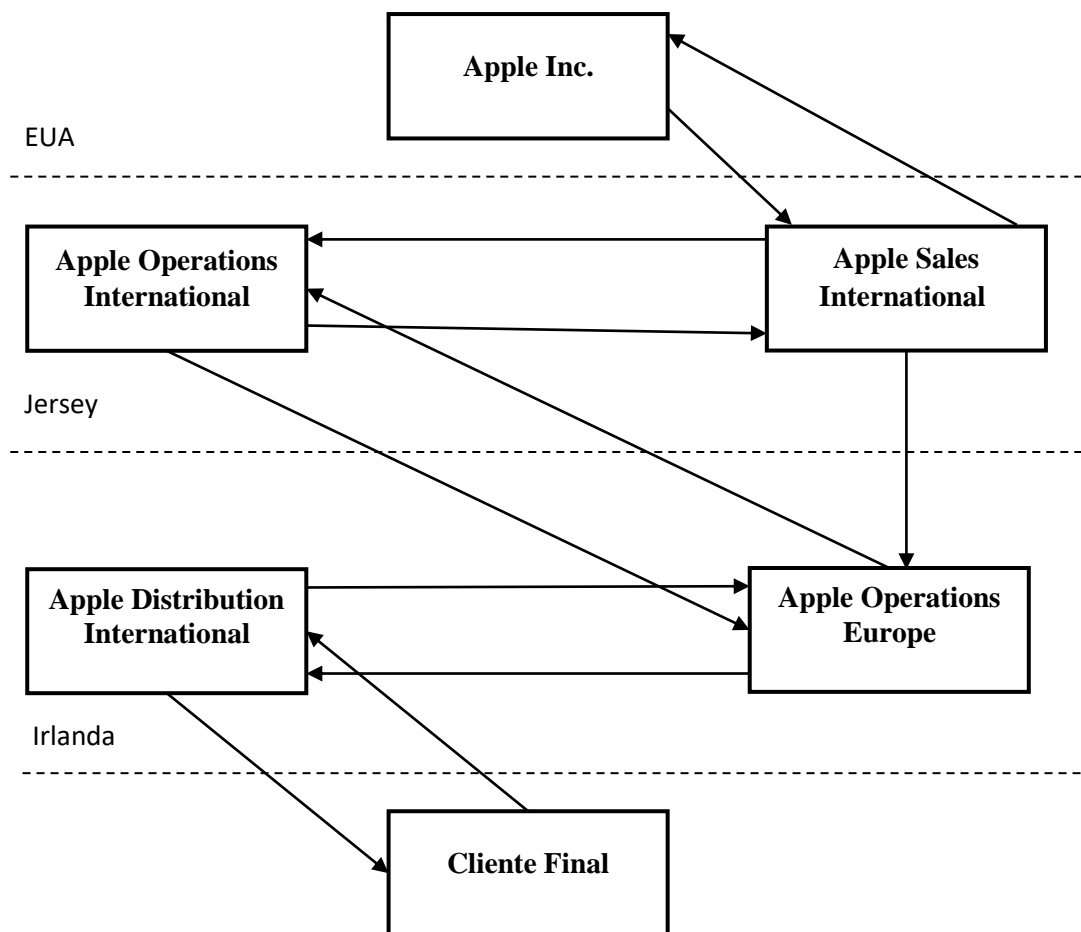 Apple Inc.
EUA
Apple Operations
International
Apple Sales
International
Jersey
Apple Distribution
International
Apple Operations
Europe
Irlanda
Cliente Final